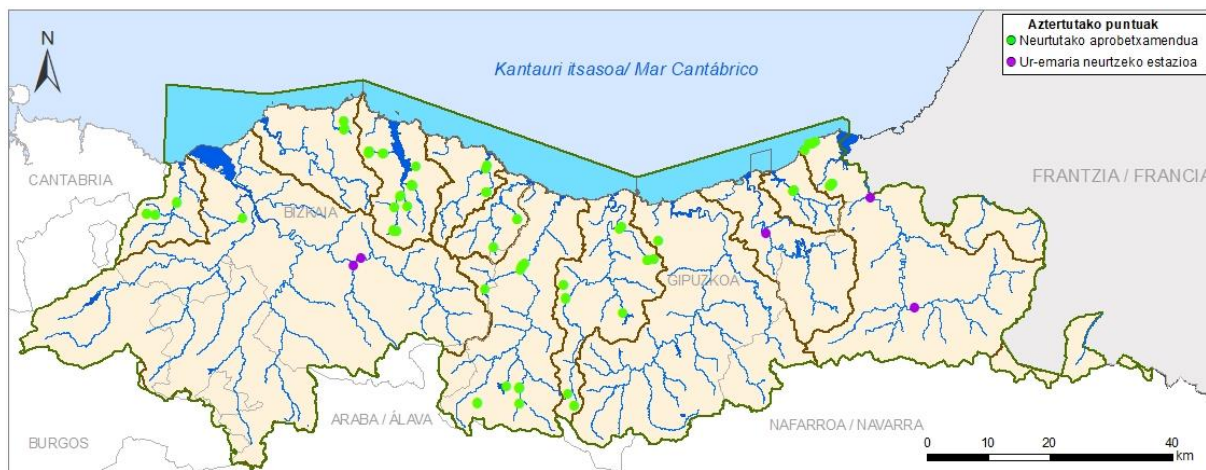 Aztertutako puntuak
Neurtutako aprobetxamendua
Ur-emaria neurtzeko estazioa
N
Kantauri itsasoa/ Mar Cantábrico
CANTABRIA
FRANTZIA / FRANCIA
BIZKAIA
GIPUZKOA
ARABA / ÁLAVA
NAFARROA / NAVARRA
BURGOS
0 10 20 40
km